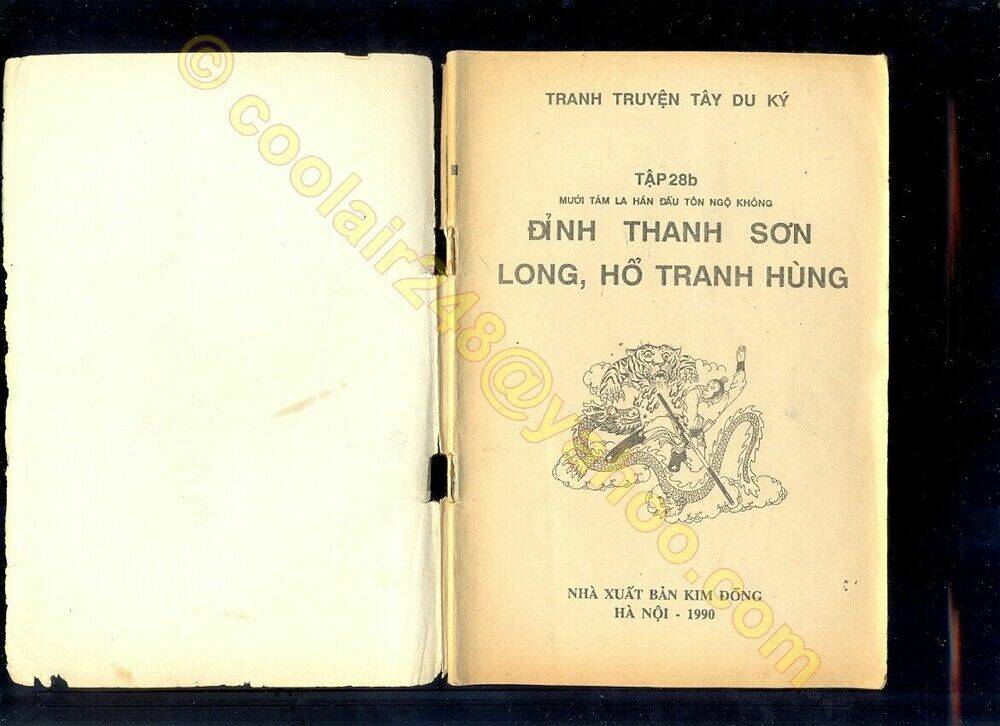 TRANH TRUYỆN TÂY DU KÝ
TẬP 28b
MƯỜI TÁM LA HÁN ĐẤU TÔN NGỘ KHÔNG
ĐỈNH THANH SƠN
LONG, HỔ TRANH HÙNG
NHÀ XUẤT BẢN KIM ĐỒNG
HÀ NỘI - 1990
© coolair248@yahoo.com